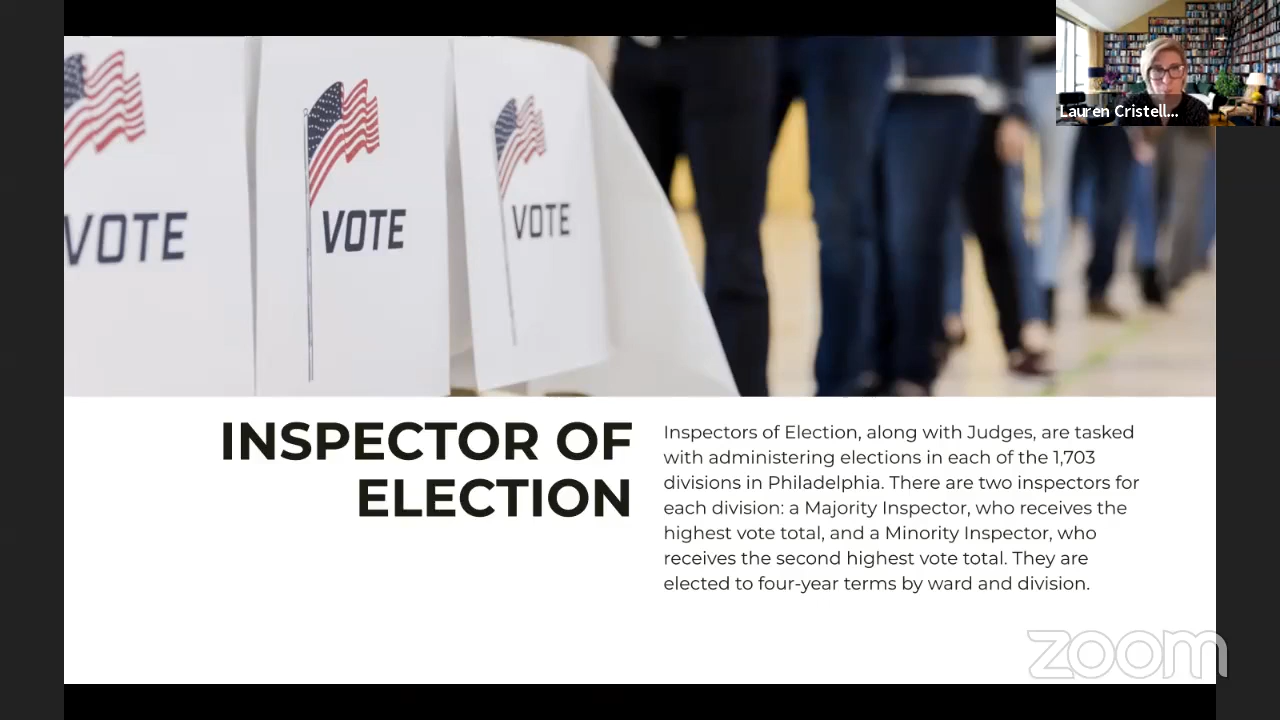 Lauren Cristell...
VOTE
VOTE
VOTE
INSPECTOR OF
ELECTION
Inspectors of Election, along with Judges, are tasked
with administering elections in each of the 1,703
divisions in Philadelphia. There are two inspectors for
each division: a Majority Inspector, who receives the
highest vote total, and a Minority Inspector, who
receives the second highest vote total. They are
elected to four-year terms by ward and division.
zoom